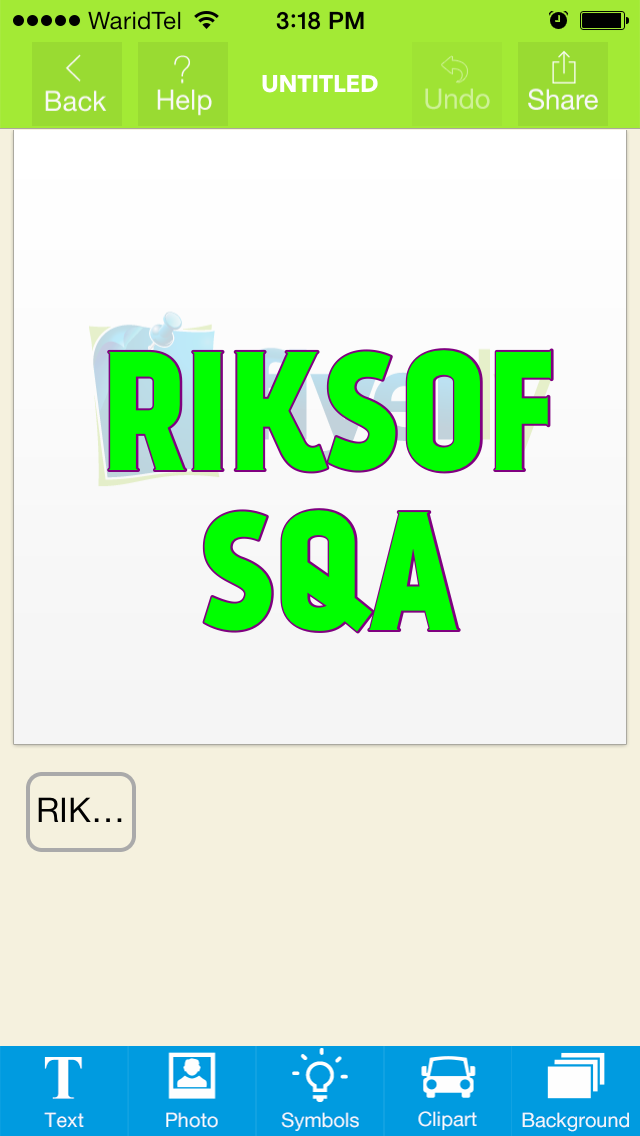 WaridTel 3:18 PM
Back Help UNTITLED Undo Share
RIKSOF
SQA
RIK...
Text Photo Symbols Clipart Background